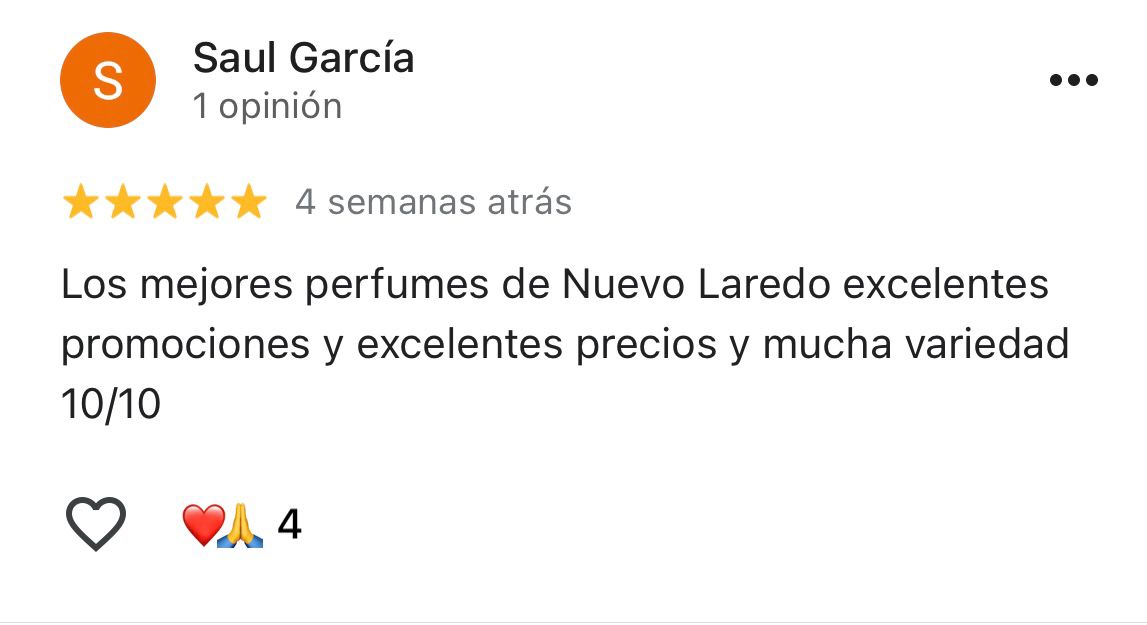 S
Saul García
1 opinión
4 semanas atrás
Los mejores perfumes de Nuevo Laredo excelentes
promociones y excelentes precios y mucha variedad
10/10
❤️🙏 4